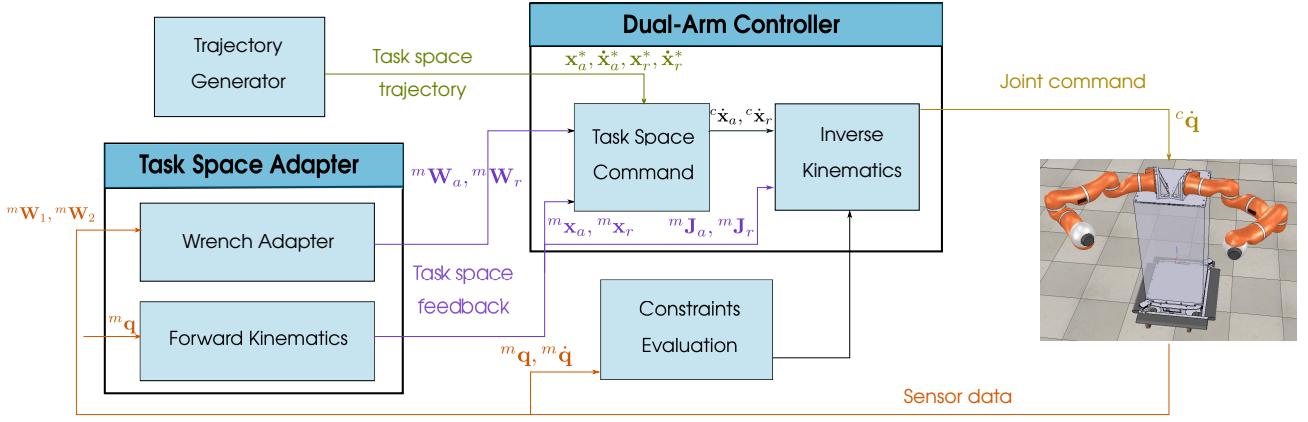 Dual-Arm Controller
Trajectory
Generator
Task space
trajectory
𝐱*ₐ, 𝐱̇*ₐ, 𝐱*ᵣ, 𝐱̇*ᵣ
Joint command
ᶜ𝐪̇
Task Space
Command
ᶜ𝐱̇ₐ, ᶜ𝐱̇ᵣ
Inverse
Kinematics
Task Space Adapter
ᵐ𝐖ₐ, ᵐ𝐖ᵣ
ᵐ𝐖₁, ᵐ𝐖₂
Wrench Adapter
ᵐ𝐱ₐ, ᵐ𝐱ᵣ
ᵐ𝐉ₐ, ᵐ𝐉ᵣ
Task space
feedback
ᵐ𝐪
Forward Kinematics
Constraints
Evaluation
ᵐ𝐪, ᵐ𝐪̇
Sensor data